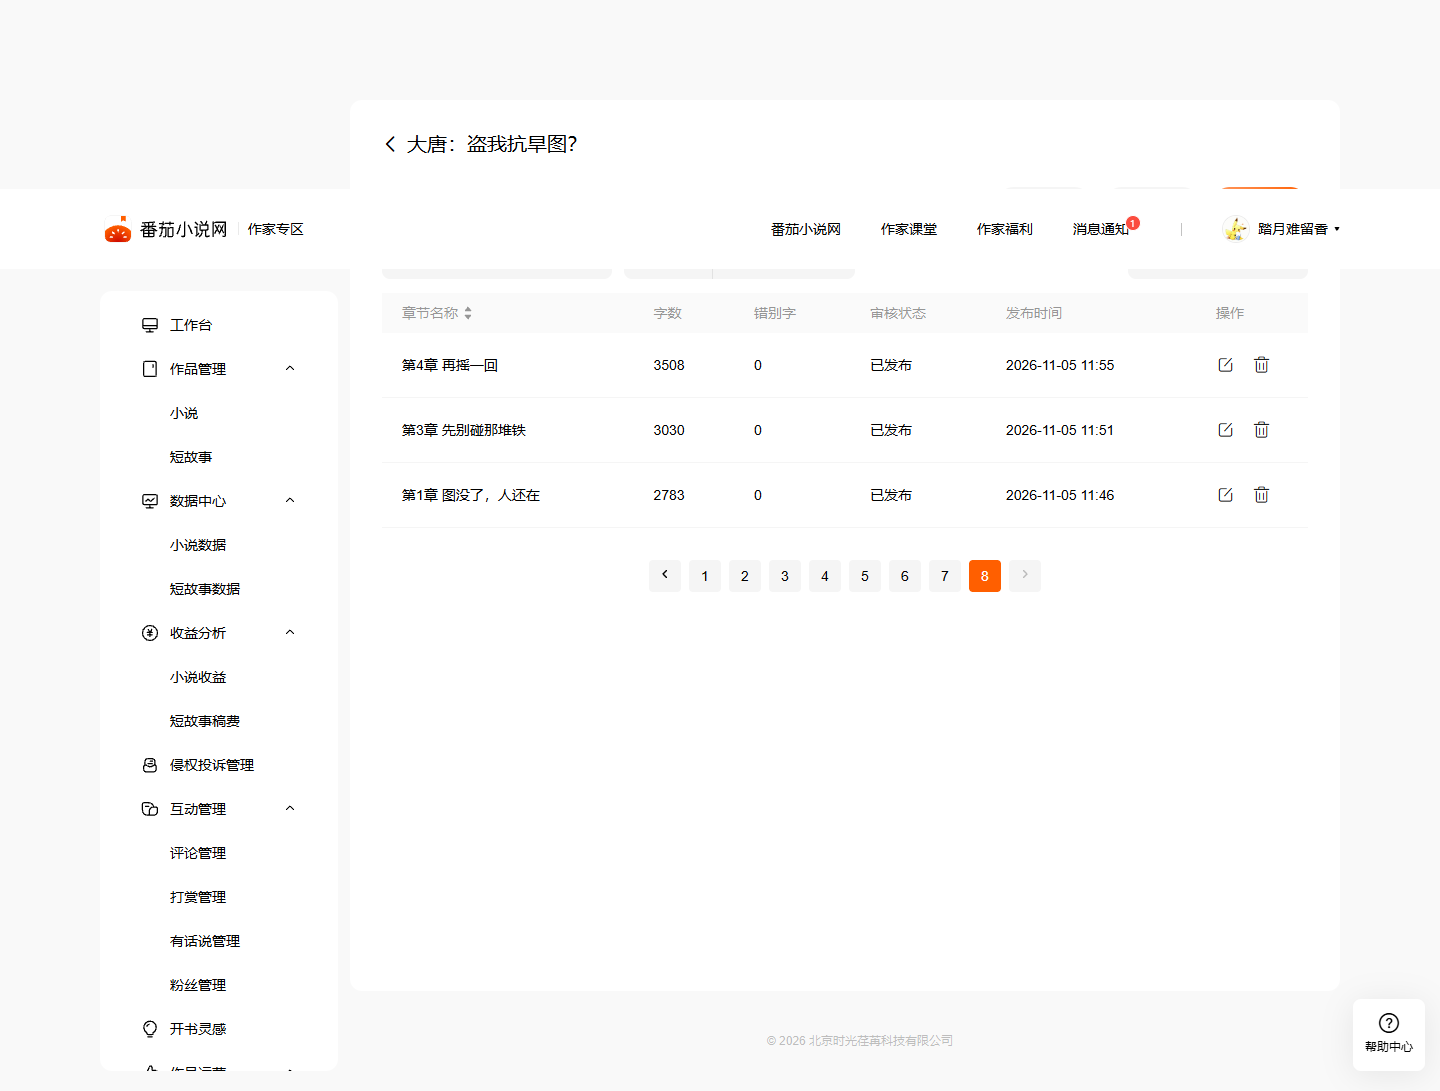 大唐：盗我抗旱图？
番茄小说网 作家专区 番茄小说网 作家课堂 作家福利 消息通知 1 踏月难留香
工作台
作品管理
小说
短故事
数据中心
小说数据
短故事数据
收益分析
小说收益
短故事稿费
侵权投诉管理
互动管理
评论管理
打赏管理
有话说管理
粉丝管理
开书灵感
作品运营
章节名称 字数 错别字 审核状态 发布时间 操作
第4章 再摇一回 3508 0 已发布 2026-11-05 11:55
第3章 先别碰那堆铁 3030 0 已发布 2026-11-05 11:51
第1章 图没了，人还在 2783 0 已发布 2026-11-05 11:46
1 2 3 4 5 6 7 8
© 2026 北京时光荏苒科技有限公司
帮助中心